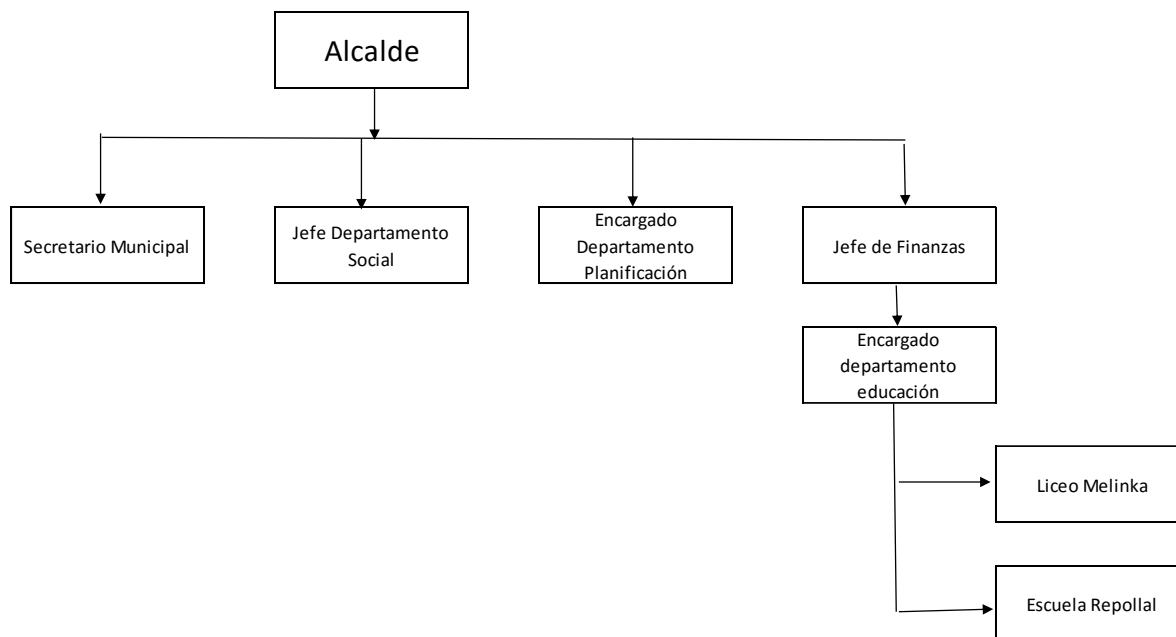 Alcalde
Secretario Municipal
Jefe Departamento
Social
Encargado
Departamento
Planificación
Jefe de Finanzas
Encargado
departamento
educación
Liceo Melinka
Escuela Repollal